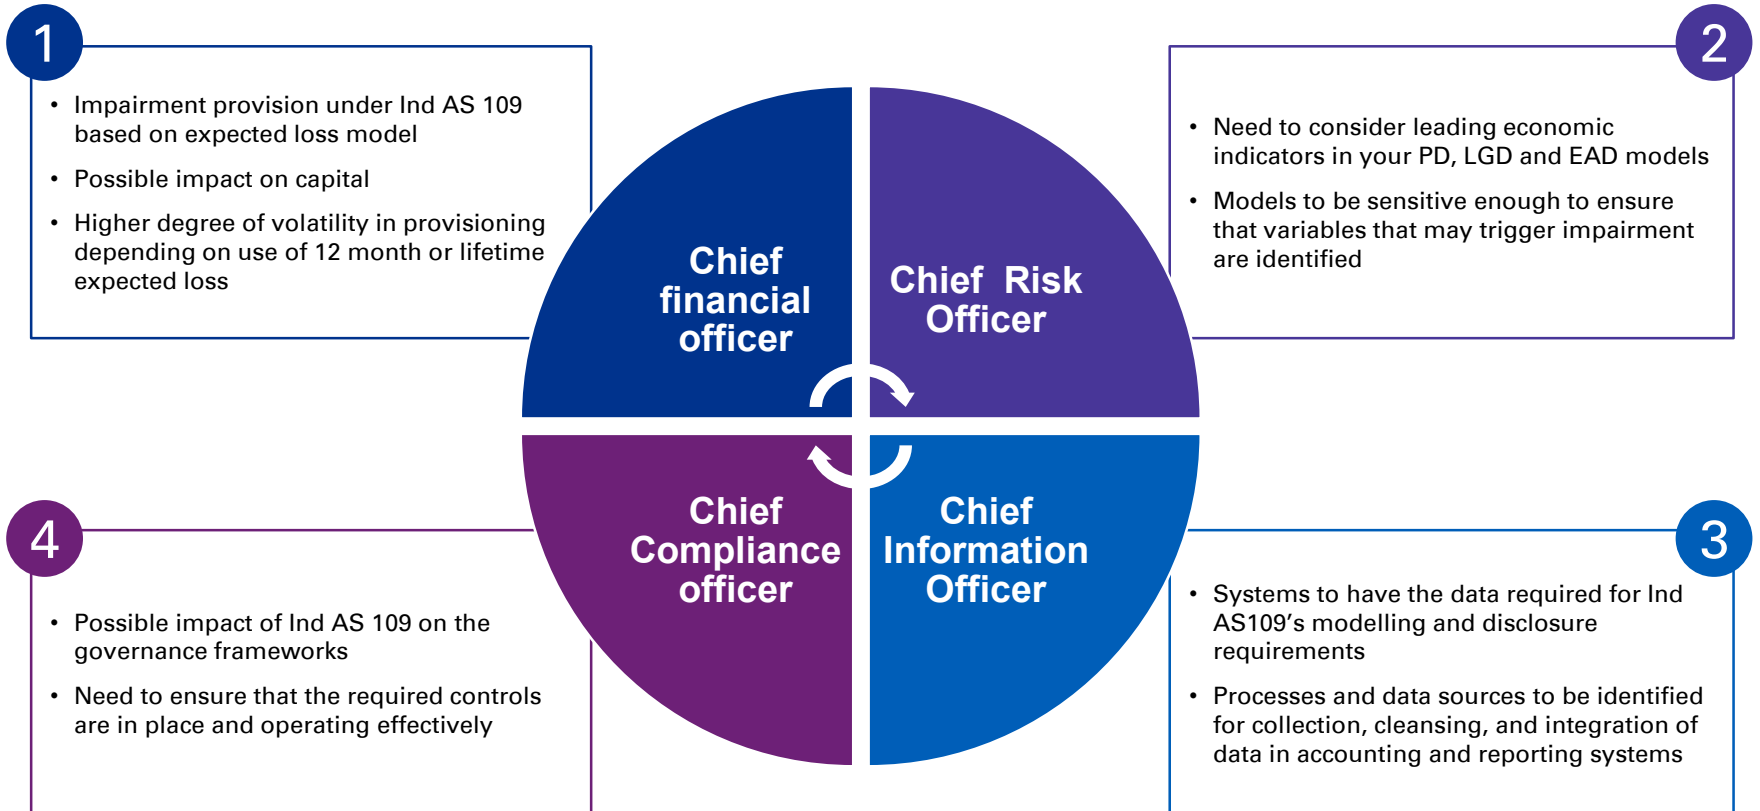 1
• Impairment provision under Ind AS 109
based on expected loss model
• Possible impact on capital
• Higher degree of volatility in provisioning
depending on use of 12 month or lifetime
expected loss
Chief
financial
officer
2
• Need to consider leading economic
indicators in your PD, LGD and EAD models
• Models to be sensitive enough to ensure
that variables that may trigger impairment
are identified
Chief Risk
Officer
3
• Systems to have the data required for Ind
AS109’s modelling and disclosure
requirements
• Processes and data sources to be identified
for collection, cleansing, and integration of
data in accounting and reporting systems
Chief
Information
Officer
4
• Possible impact of Ind AS 109 on the
governance frameworks
• Need to ensure that the required controls
are in place and operating effectively
Chief
Compliance
officer